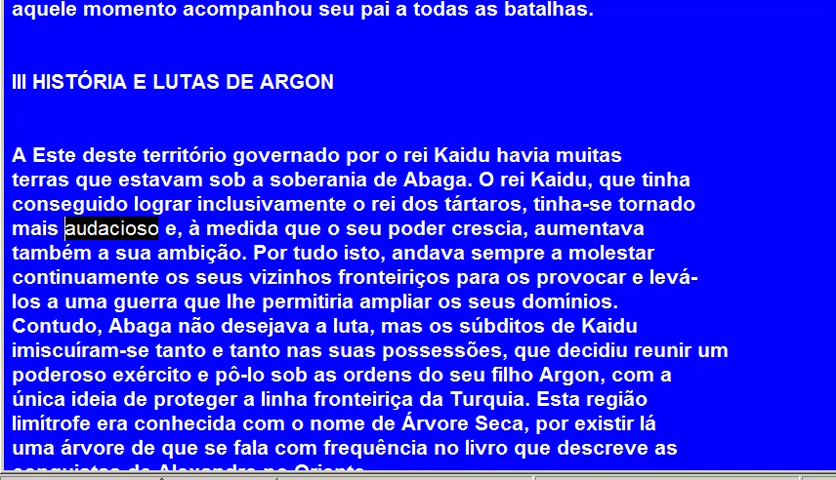 aquele momento acompanhou seu pai a todas as batalhas.
III HISTÓRIA E LUTAS DE ARGON
A Este deste território governado por o rei Kaidu havia muitas
terras que estavam sob a soberania de Abaga. O rei Kaidu, que tinha
conseguido lograr inclusivamente o rei dos tártaros, tinha-se tornado
mais audacioso e, à medida que o seu poder crescia, aumentava
também a sua ambição. Por tudo isto, andava sempre a molestar
continuamente os seus vizinhos fronteiriços para os provocar e levá-
los a uma guerra que lhe permitiria ampliar os seus domínios.
Contudo, Abaga não desejava a luta, mas os súbditos de Kaidu
imiscuíram-se tanto e tanto nas suas possessões, que decidiu reunir um
poderoso exército e pô-lo sob as ordens do seu filho Argon, com a
única ideia de proteger a linha fronteiriça da Turquia. Esta região
limítrofe era conhecida com o nome de Árvore Seca, por existir lá
uma árvore de que se fala com frequência no livro que descreve as
conquistas de Alexandre no Oriente.